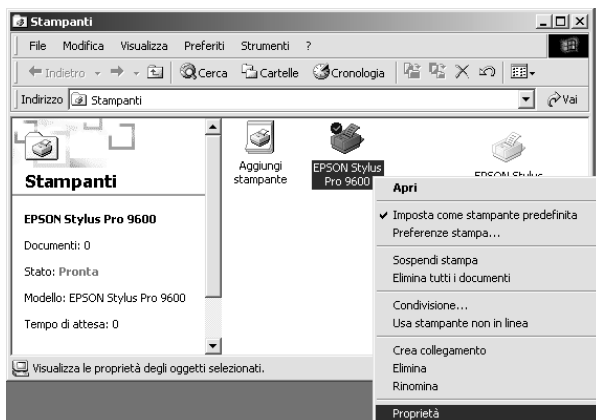 Stampanti
File Modifica Visualizza Preferiti Strumenti ?
Indietro Cerca Cartelle Cronologia
Indirizzo Stampanti Vai
Stampanti
EPSON Stylus Pro 9600
Documenti: 0
Stato: Pronta
Modello: EPSON Stylus Pro 9600
Tempo di attesa: 0
Aggiungi
stampante
EPSON Stylus
Pro 9600
EPSON Stylus
Apri
Imposta come stampante predefinita
Preferenze stampa...
Sospendi stampa
Elimina tutti i documenti
Condivisione...
Usa stampante non in linea
Crea collegamento
Elimina
Rinomina
Proprietà
Visualizza le proprietà degli oggetti selezionati.